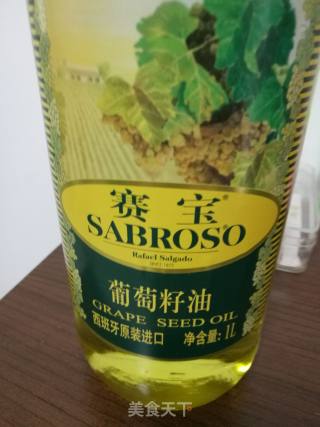 赛宝®
SABROSO
Rafael Salgado
葡萄籽油
GRAPE SEED OIL
西班牙原装进口 净含量:1L
美食天下